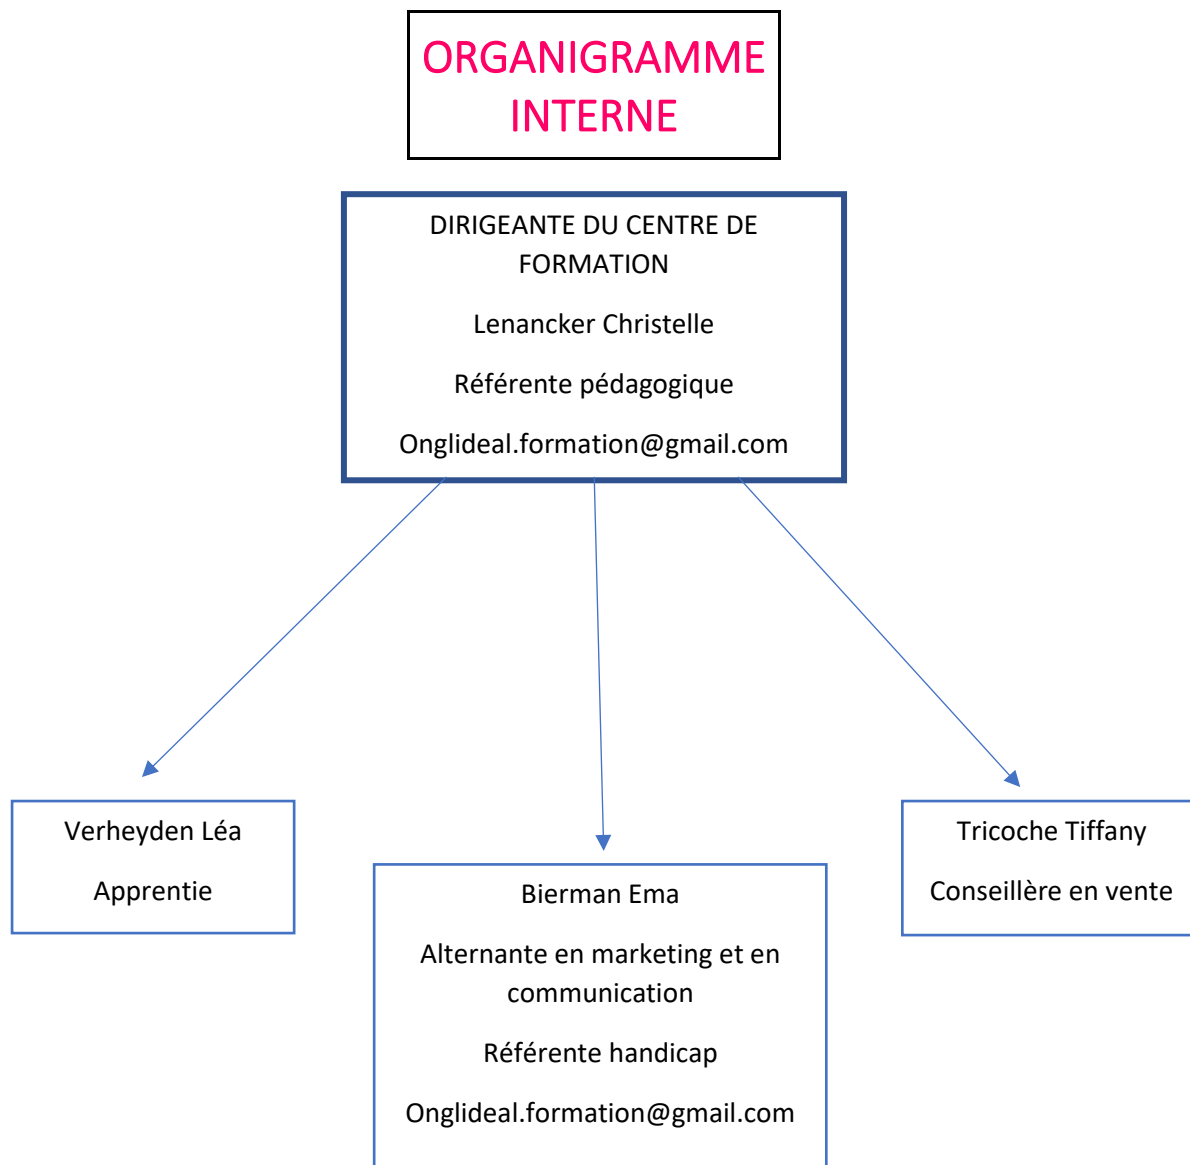 ORGANIGRAMME
INTERNE
DIRIGEANTE DU CENTRE DE
FORMATION
Lenancker Christelle
Référente pédagogique
Onglideal.formation@gmail.com
Verheyden Léa
Apprentie
Bierman Ema
Alternante en marketing et en
communication
Référente handicap
Onglideal.formation@gmail.com
Tricoche Tiffany
Conseillère en vente